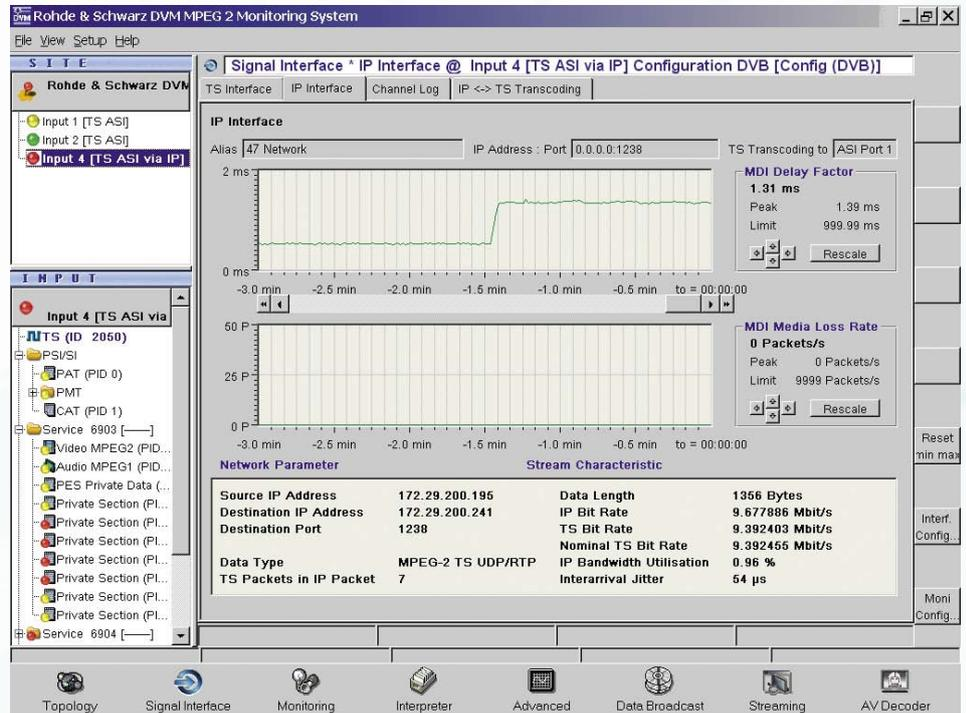 DVM Rohde & Schwarz DVM MPEG 2 Monitoring System
File View Setup Help
SITE
Rohde & Schwarz DVM
Input 1 [TS ASI]
Input 2 [TS ASI]
Input 4 [TS ASI via IP]
INPUT
Input 4 [TS ASI via
TS (ID 2050)
PSI/SI
PAT (PID 0)
PMT
CAT (PID 1)
Service 6903 [——]
Video MPEG2 (PID...
Audio MPEG1 (PID...
PES Private Data (...
Private Section (PI...
Private Section (PI...
Private Section (PI...
Private Section (PI...
Private Section (PI...
Private Section (PI...
Private Section (PI...
Service 6904 [——]
Signal Interface * IP Interface @ Input 4 [TS ASI via IP] Configuration DVB [Config (DVB)]
TS Interface IP Interface Channel Log IP <-> TS Transcoding
IP Interface
Alias 47 Network IP Address : Port 0.0.0.0:1238 TS Transcoding to ASI Port 1
2 ms
0 ms
-3.0 min -2.5 min -2.0 min -1.5 min -1.0 min -0.5 min to = 00:00:00
MDI Delay Factor
1.31 ms
Peak 1.39 ms
Limit 999.99 ms
Rescale
50 P
25 P
0 P
-3.0 min -2.5 min -2.0 min -1.5 min -1.0 min -0.5 min to = 00:00:00
MDI Media Loss Rate
0 Packets/s
Peak 0 Packets/s
Limit 9999 Packets/s
Rescale
Network Parameter Stream Characteristic
Source IP Address 172.29.200.195 Data Length 1356 Bytes
Destination IP Address 172.29.200.241 IP Bit Rate 9.677886 Mbit/s
Destination Port 1238 TS Bit Rate 9.392403 Mbit/s
Nominal TS Bit Rate 9.392455 Mbit/s
Data Type MPEG-2 TS UDP/RTP IP Bandwidth Utilisation 0.96 %
TS Packets in IP Packet 7 Interarrival Jitter 54 µs
Reset
min max
Interf.
Config...
Moni
Config...
Topology Signal Interface Monitoring Interpreter Advanced Data Broadcast Streaming AV Decoder